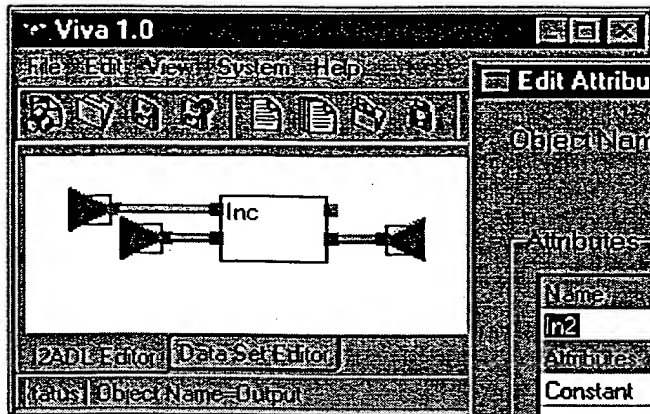 Viva 1.0
File Edit View System Help
Edit Attribu
Object Nam
Inc
Attributes
Name
In2
Attributes
Constant
I2ADL Editor Data Set Editor
Status Object Name=Output